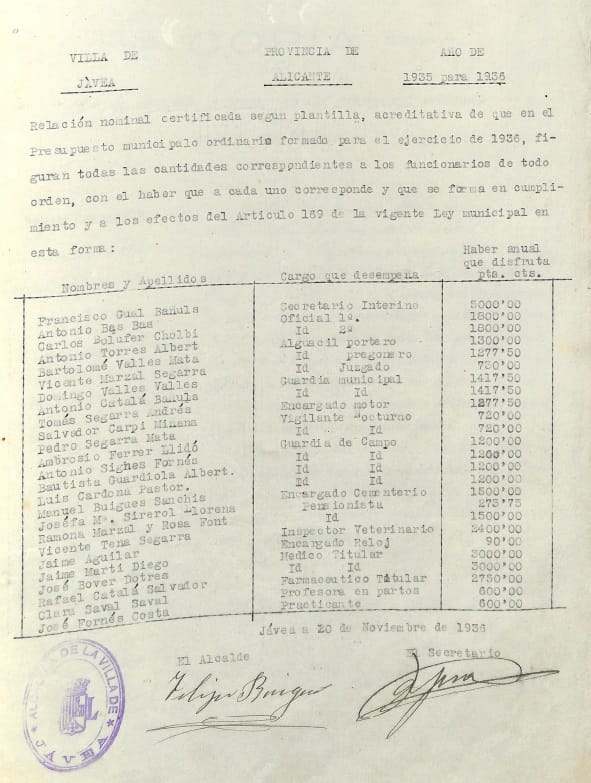 VILLA DE PROVINCIA DE AÑO DE
JÁVEA ALICANTE 1935 para 1936
Relación nominal certificada segun plantilla, acreditativa de que en el
Presupuesto municipalo ordinario formado para el ejercicio de 1936, fi-
guran todas las cantidades correspondientes a los funcionarios de todo
orden, con el haber que a cada uno corresponde y que se forma en cumpli-
miento y a los efectos del Articulo 169 de la vigente Ley municipal en
esta forma:
Nombres y Apellidos Cargo que desempeña Haber anual
que disfruta
pts. cts.
Francisco Gual Bañuls Secretario Interino 5000'00
Antonio Bas Bas Oficial 1º. 1800'00
Carlos Bolufer Cholbi Id 2º 1800'00
Antonio Torres Albert Alguacil portero 1300'00
Bartolomé Valles Mata Id pregonero 1277'50
Vicente Marzal Segarra Id Juzgado 750'00
Domingo Valles Valles Guardia municipal 1417'50
Antonio Catalá Bañuls Id Id 1417'50
Tomás Segarra Andrés Encargado motor 1277'50
Salvador Carpi Miñana Vigilante Nocturno 720'00
Pedro Segarra Mata Id Id 720'00
Ambrosio Ferrer Llidó Guardia de Campo 1200'00
Antonio Sighes Fornés Id Id 1200'00
Bautista Guardiola Albert. Id Id 1200'00
Luis Cardona Pastor. Id Id 1200'00
Manuel Buigues Sanchis Encargado Cementerio 1500'00
Josefa Mª. Sirerol Llorena Pensionista 273'75
Ramona Marzal y Rosa Font Id 1500'00
Vicente Tena Segarra Inspector Veterinario 2400'00
Jaime Aguilar Encargado Reloj 90'00
Jaime Martí Diego Medico Titular 3000'00
José Bover Dotres Id Id 3000'00
Rafael Catalá Salvador Farmaceutico Titular 2750'00
Clara Saval Saval Profesora en partos 600'00
José Fornés Costa Practicante 600'00
Jávea a 20 de Noviembre de 1936
El Alcalde El Secretario
Felipe Buigues
ALCALDIA DE LA VILLA DE
JÁVEA